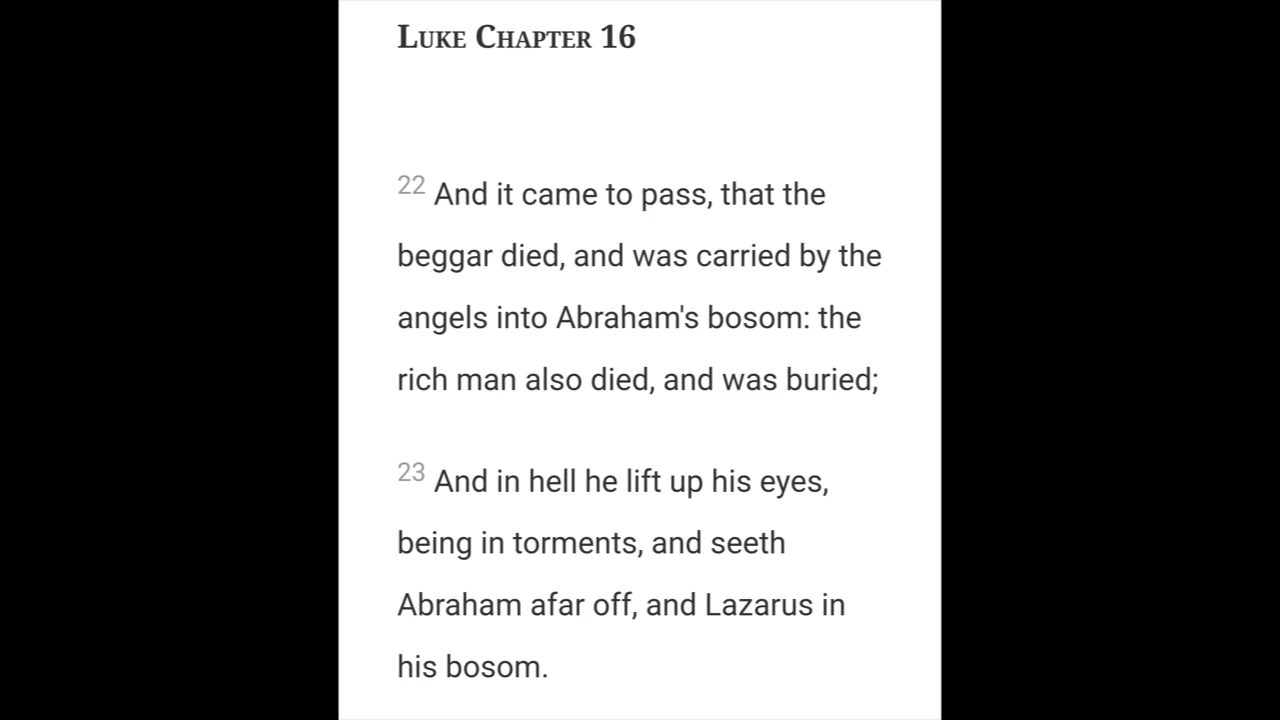 Luke Chapter 16
22 And it came to pass, that the
beggar died, and was carried by the
angels into Abraham's bosom: the
rich man also died, and was buried;
23 And in hell he lift up his eyes,
being in torments, and seeth
Abraham afar off, and Lazarus in
his bosom.